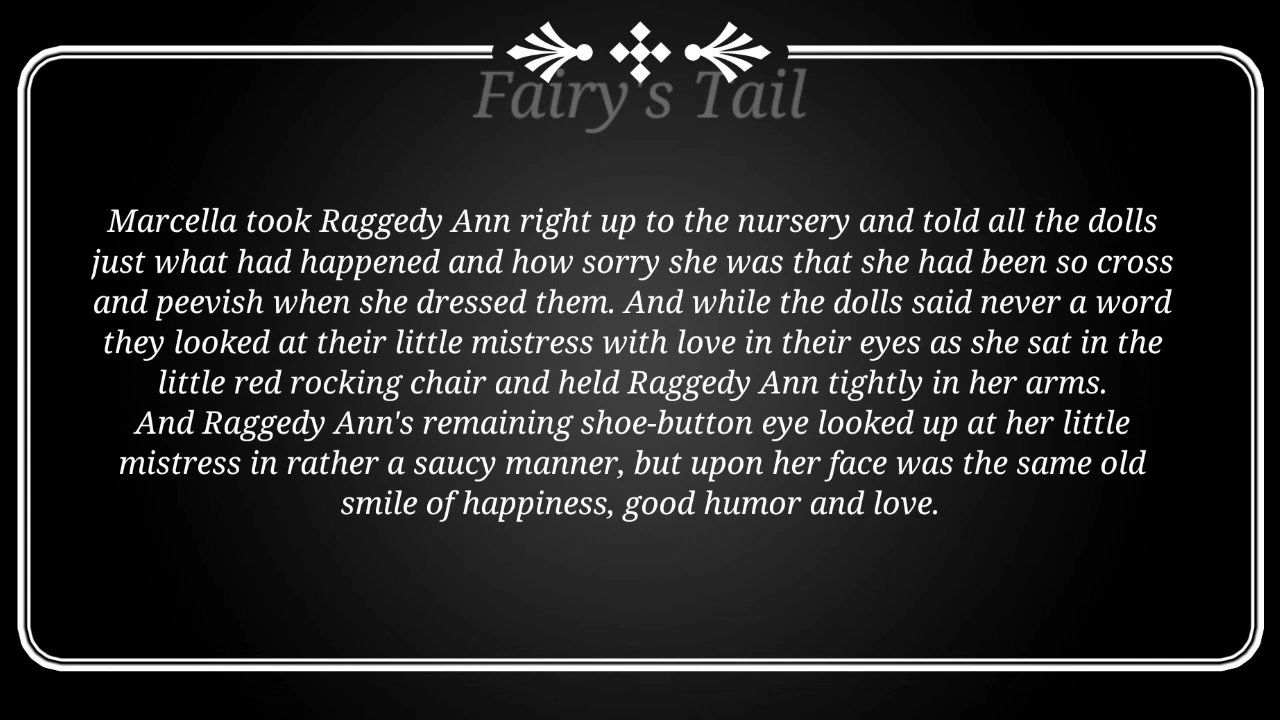 Fairy's Tail
Marcella took Raggedy Ann right up to the nursery and told all the dolls
just what had happened and how sorry she was that she had been so cross
and peevish when she dressed them. And while the dolls said never a word
they looked at their little mistress with love in their eyes as she sat in the
little red rocking chair and held Raggedy Ann tightly in her arms.
And Raggedy Ann's remaining shoe-button eye looked up at her little
mistress in rather a saucy manner, but upon her face was the same old
smile of happiness, good humor and love.